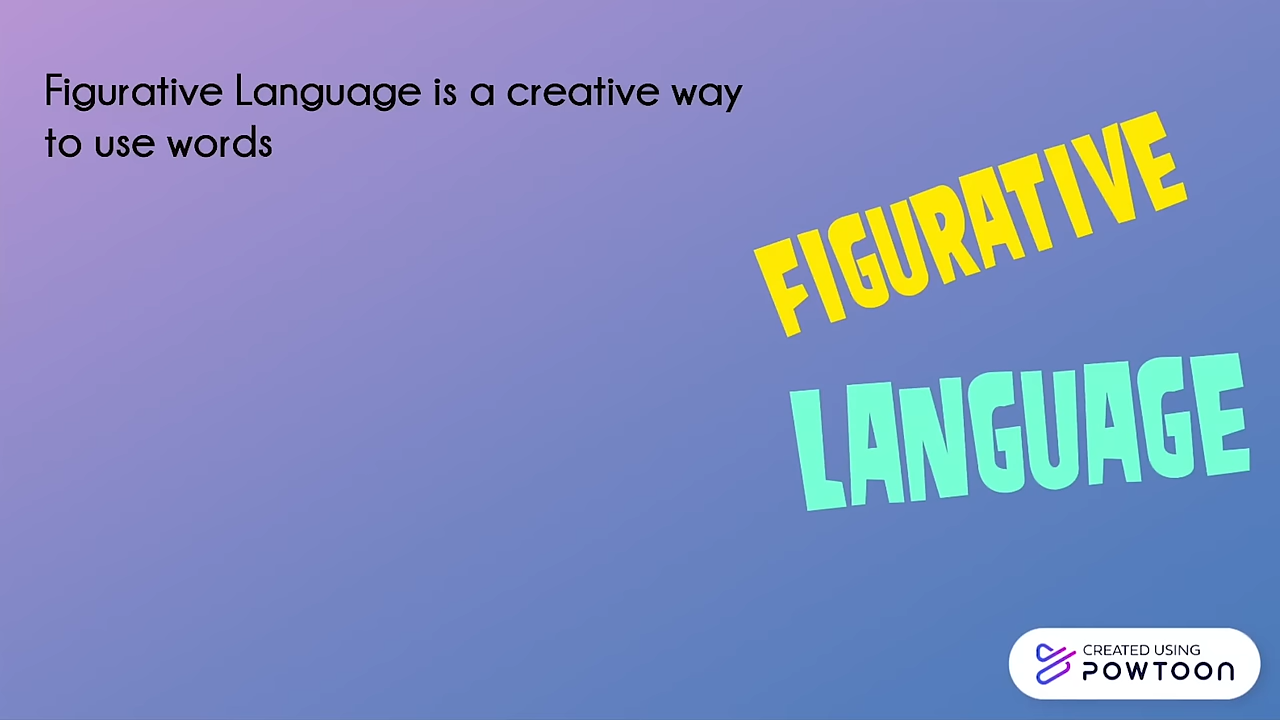 Figurative Language is a creative way
to use words
FIGURATIVE
LANGUAGE
CREATED USING
POWTOON